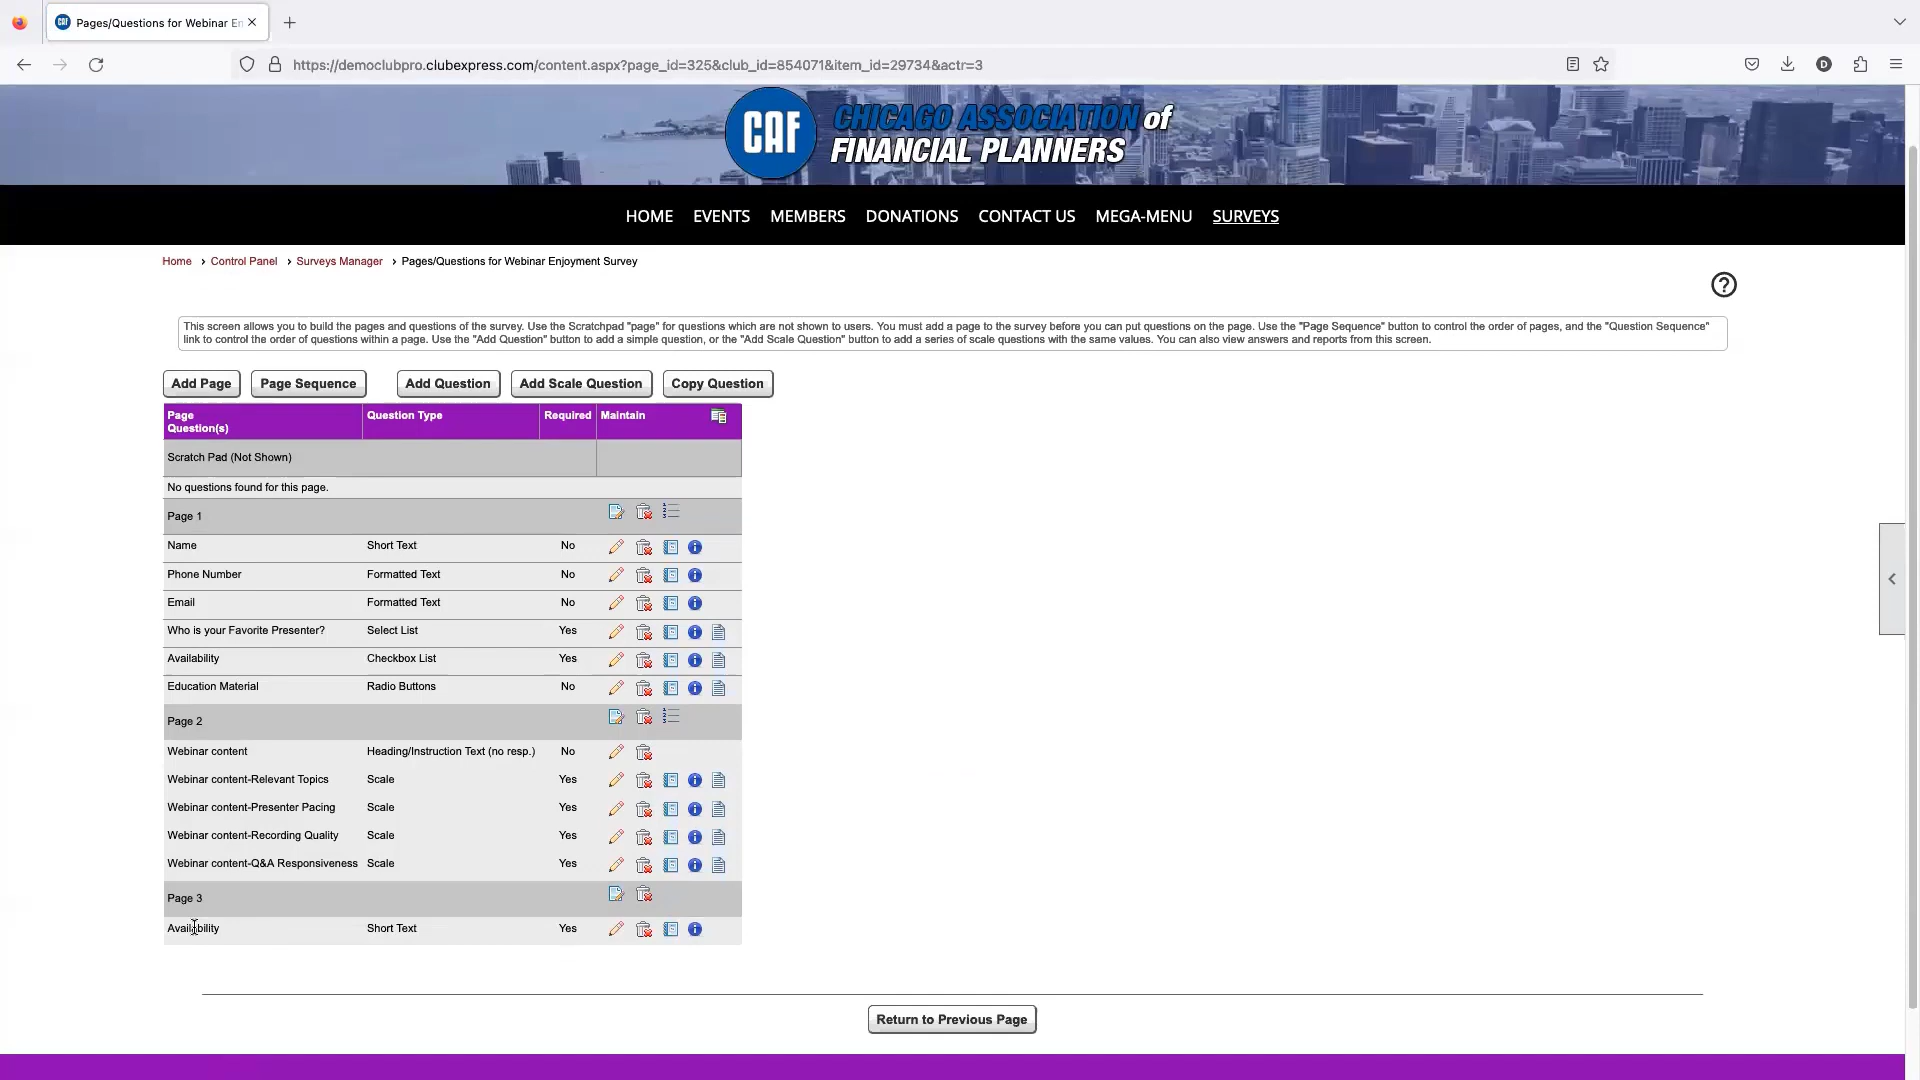 Pages/Questions for Webinar En
https://democlubpro.clubexpress.com/content.aspx?page_id=325&club_id=854071&item_id=29734&actr=3
D
CAF
CHICAGO ASSOCIATION of
FINANCIAL PLANNERS
HOME EVENTS MEMBERS DONATIONS CONTACT US MEGA-MENU SURVEYS
Home › Control Panel › Surveys Manager › Pages/Questions for Webinar Enjoyment Survey
This screen allows you to build the pages and questions of the survey. Use the Scratchpad "page" for questions which are not shown to users. You must add a page to the survey before you can put questions on the page. Use the "Page Sequence" button to control the order of pages, and the "Question Sequence"
link to control the order of questions within a page. Use the "Add Question" button to add a simple question, or the "Add Scale Question" button to add a series of scale questions with the same values. You can also view answers and reports from this screen.
Add Page Page Sequence Add Question Add Scale Question Copy Question
Page Question Type Required Maintain
Question(s)
Scratch Pad (Not Shown)
No questions found for this page.
Page 1
Name Short Text No
Phone Number Formatted Text No
Email Formatted Text No
Who is your Favorite Presenter? Select List Yes
Availability Checkbox List Yes
Education Material Radio Buttons No
Page 2
Webinar content Heading/Instruction Text (no resp.) No
Webinar content-Relevant Topics Scale Yes
Webinar content-Presenter Pacing Scale Yes
Webinar content-Recording Quality Scale Yes
Webinar content-Q&A Responsiveness Scale Yes
Page 3
Availability Short Text Yes
Return to Previous Page